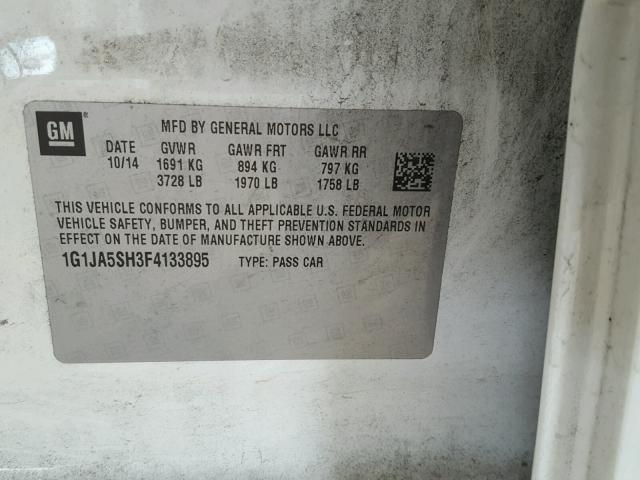 GM ®
MFD BY GENERAL MOTORS LLC
DATE GVWR GAWR FRT GAWR RR
10/14 1691 KG 894 KG 797 KG
3728 LB 1970 LB 1758 LB
THIS VEHICLE CONFORMS TO ALL APPLICABLE U.S. FEDERAL MOTOR
VEHICLE SAFETY, BUMPER, AND THEFT PREVENTION STANDARDS IN
EFFECT ON THE DATE OF MANUFACTURE SHOWN ABOVE.
1G1JA5SH3F4133895 TYPE: PASS CAR